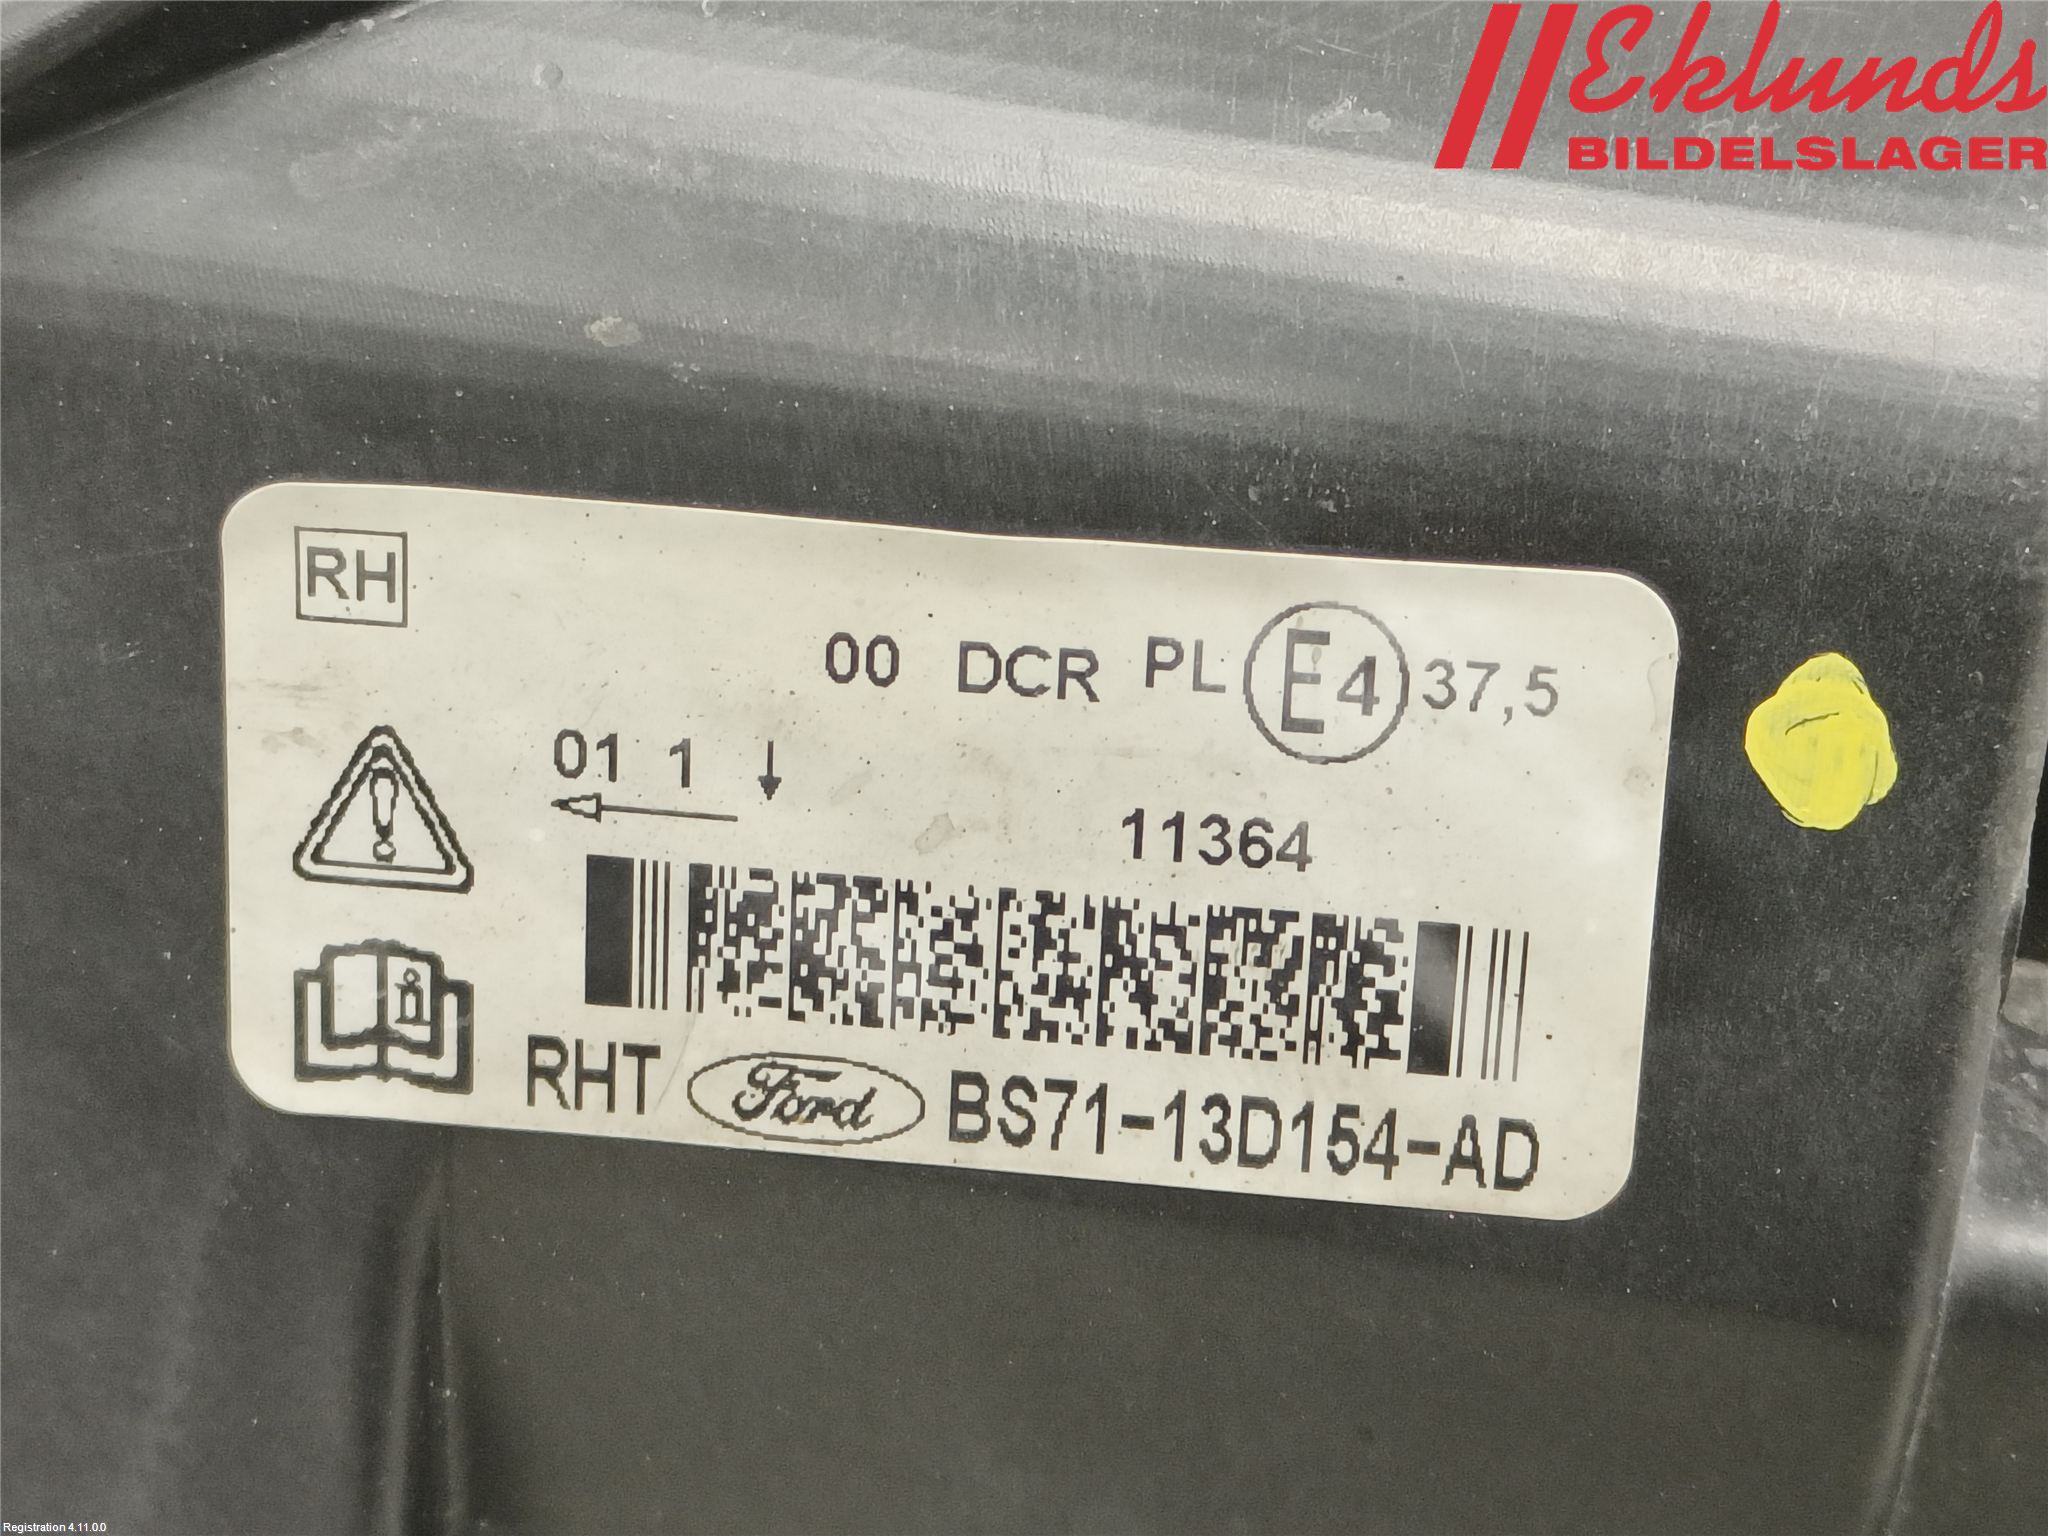 Eklunds
BILDELSLAGER
RH
00 DCR PL E4 37,5
01 1
11364
RHT Ford BS71-13D154-AD
Registration 4.11.0.0